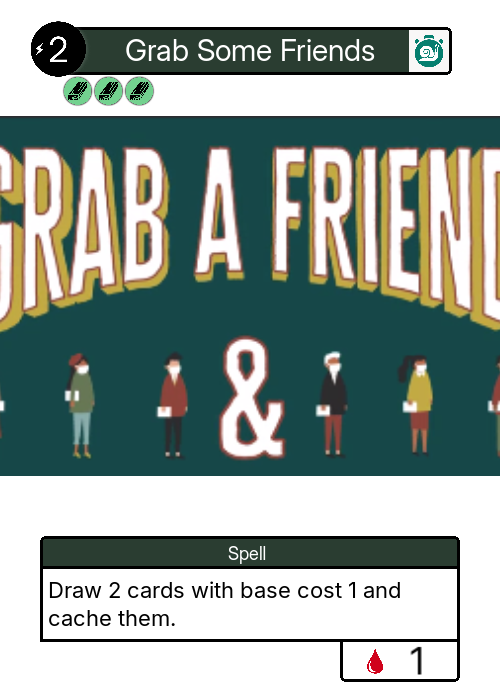 2
Grab Some Friends
GRAB A FRIEND
&
Spell
Draw 2 cards with base cost 1 and
cache them.
1